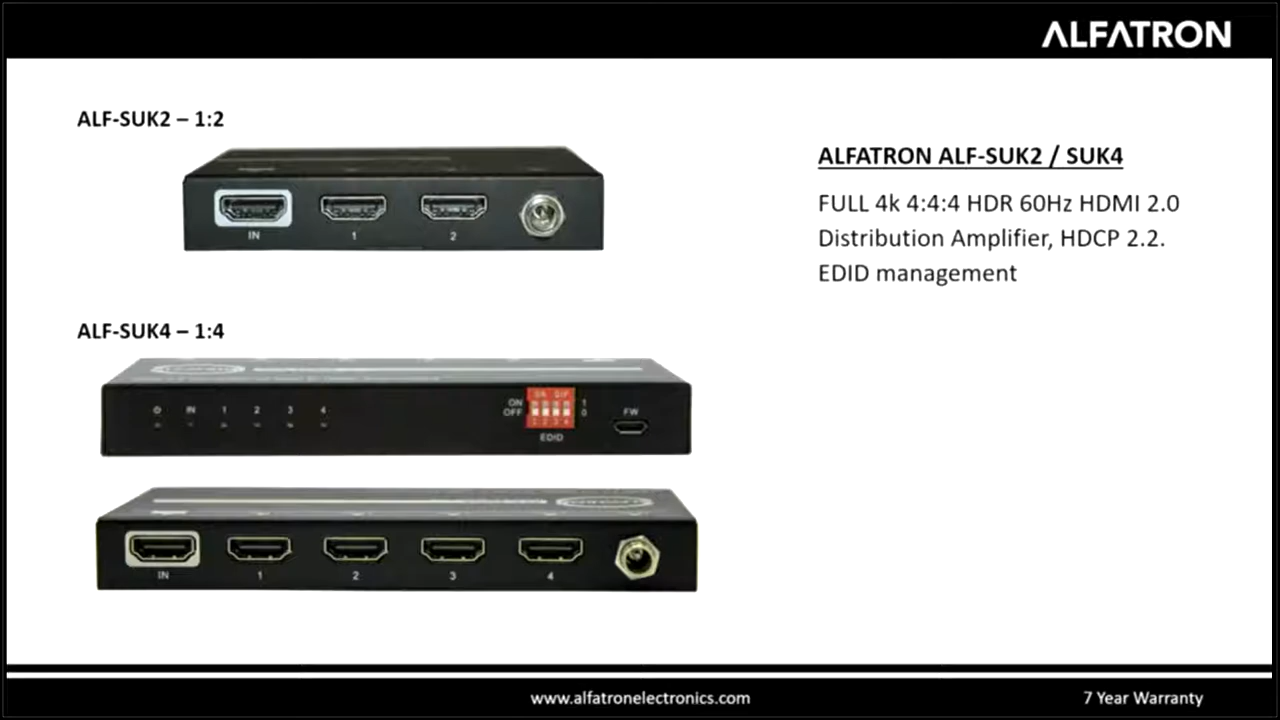 ALFATRON
ALF-SUK2 – 1:2
IN
1
2
ALFATRON ALF-SUK2 / SUK4
FULL 4k 4:4:4 HDR 60Hz HDMI 2.0
Distribution Amplifier, HDCP 2.2.
EDID management
ALF-SUK4 – 1:4
IN 1 2 3 4
ON
OFF
1
0
EDID
FW
IN 1 2 3 4
www.alfatronelectronics.com
7 Year Warranty